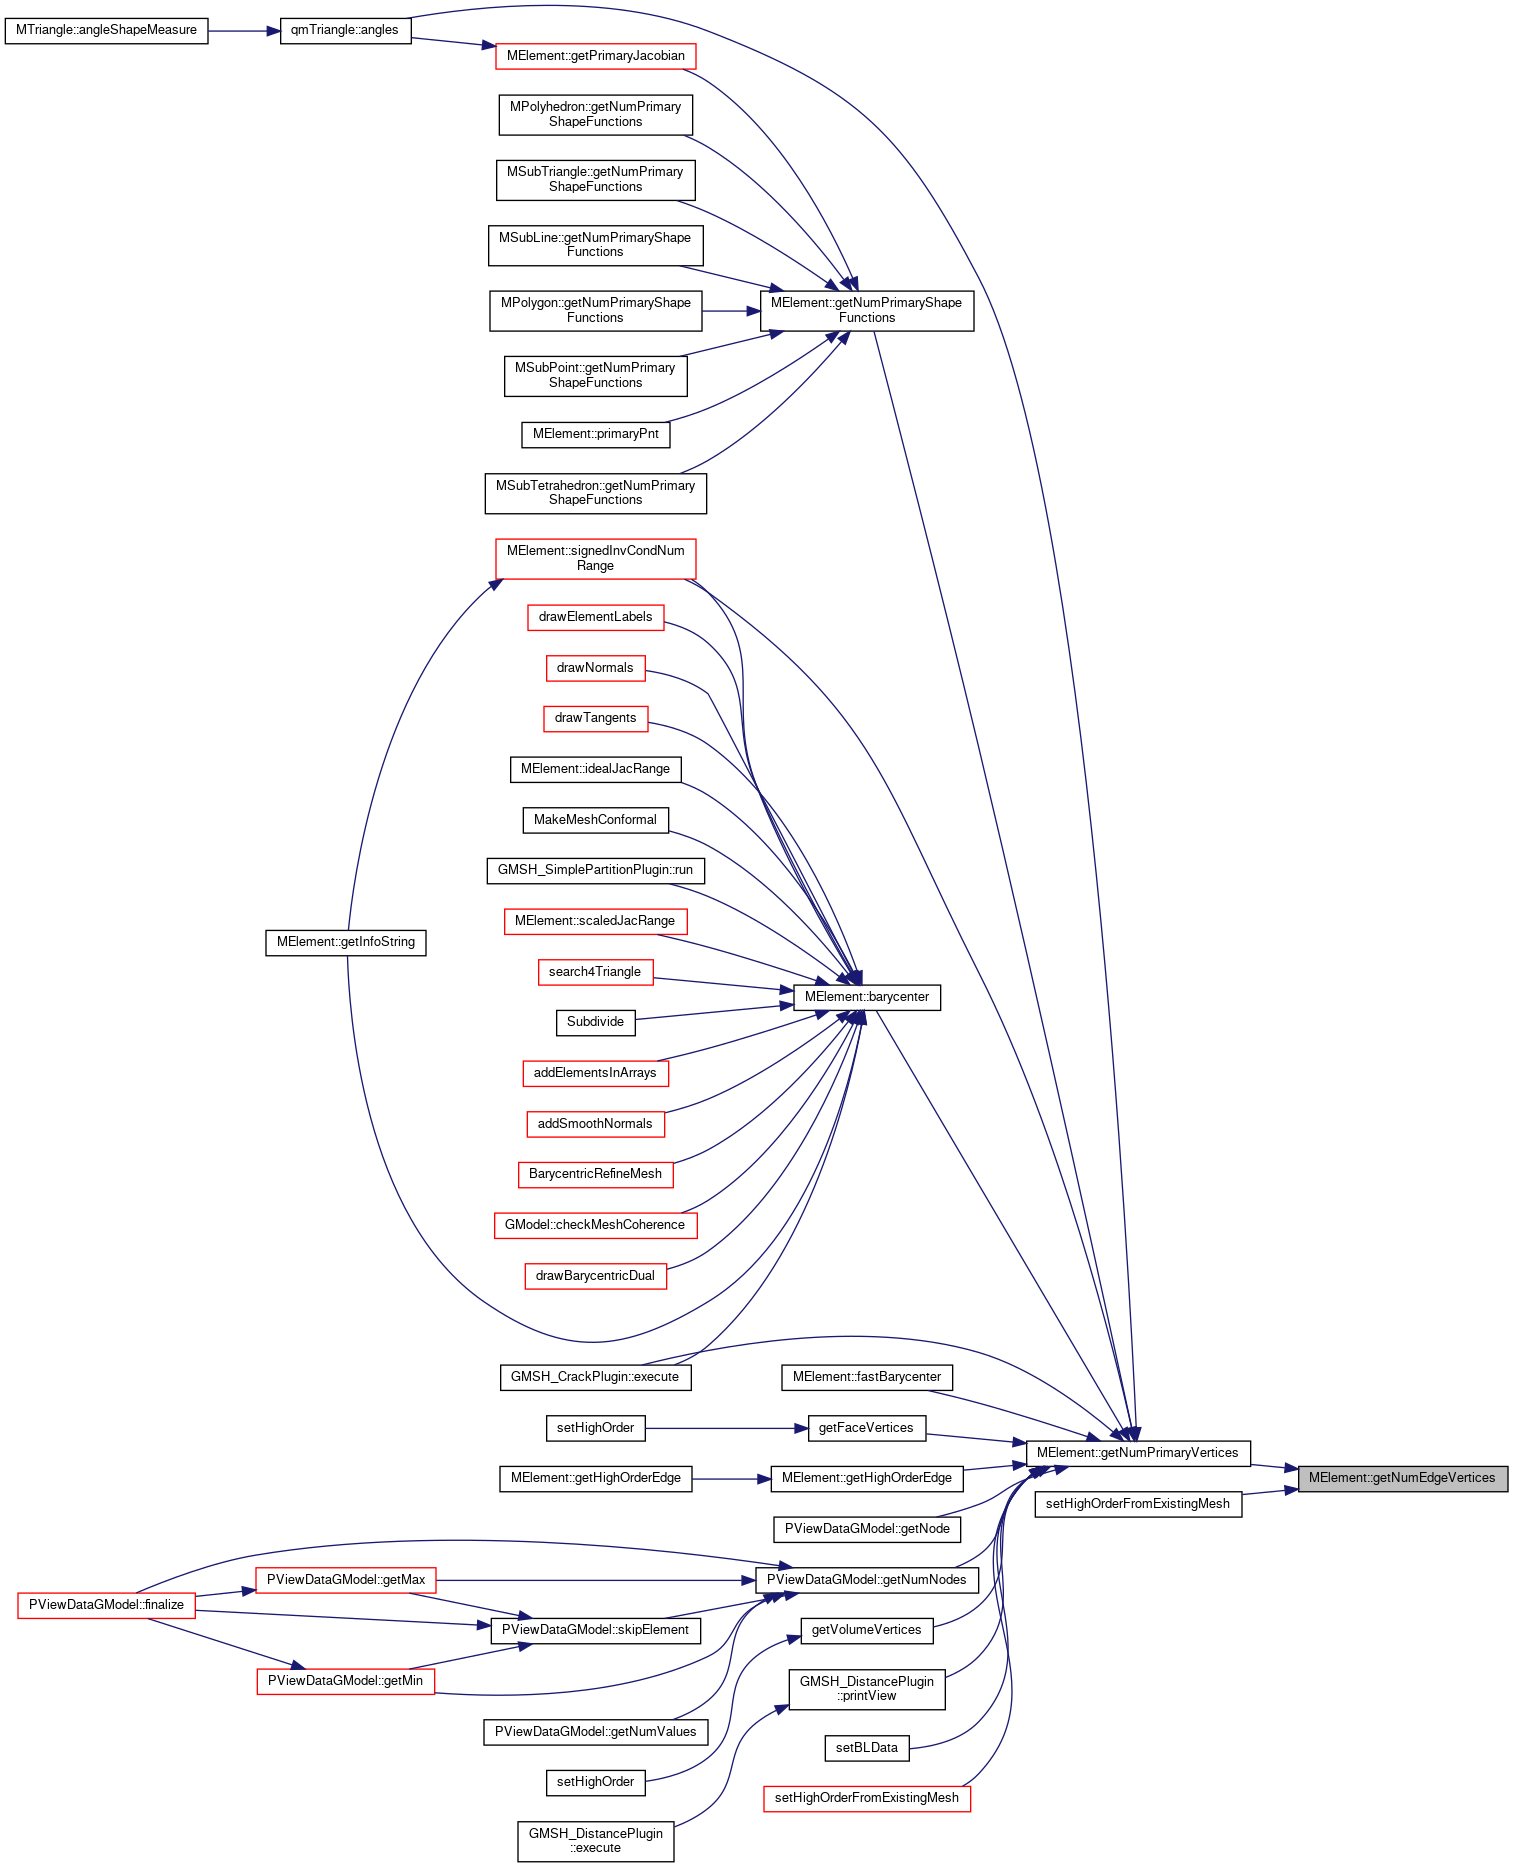 MTriangle::angleShapeMeasure
qmTriangle::angles
MElement::getPrimaryJacobian
MPolyhedron::getNumPrimary
ShapeFunctions
MSubTriangle::getNumPrimary
ShapeFunctions
MSubLine::getNumPrimaryShape
Functions
MPolygon::getNumPrimaryShape
Functions
MElement::getNumPrimaryShape
Functions
MSubPoint::getNumPrimary
ShapeFunctions
MElement::primaryPnt
MSubTetrahedron::getNumPrimary
ShapeFunctions
MElement::signedInvCondNum
Range
drawElementLabels
drawNormals
drawTangents
MElement::idealJacRange
MakeMeshConformal
GMSH_SimplePartitionPlugin::run
MElement::scaledJacRange
MElement::getInfoString
search4Triangle
MElement::barycenter
Subdivide
addElementsInArrays
addSmoothNormals
BarycentricRefineMesh
GModel::checkMeshCoherence
drawBarycentricDual
GMSH_CrackPlugin::execute
MElement::fastBarycenter
setHighOrder
getFaceVertices
MElement::getNumPrimaryVertices
MElement::getHighOrderEdge
MElement::getHighOrderEdge
MElement::getNumEdgeVertices
setHighOrderFromExistingMesh
PViewDataGModel::getNode
PViewDataGModel::getMax
PViewDataGModel::getNumNodes
PViewDataGModel::finalize
PViewDataGModel::skipElement
getVolumeVertices
PViewDataGModel::getMin
GMSH_DistancePlugin
::printView
PViewDataGModel::getNumValues
setBLData
setHighOrder
setHighOrderFromExistingMesh
GMSH_DistancePlugin
::execute